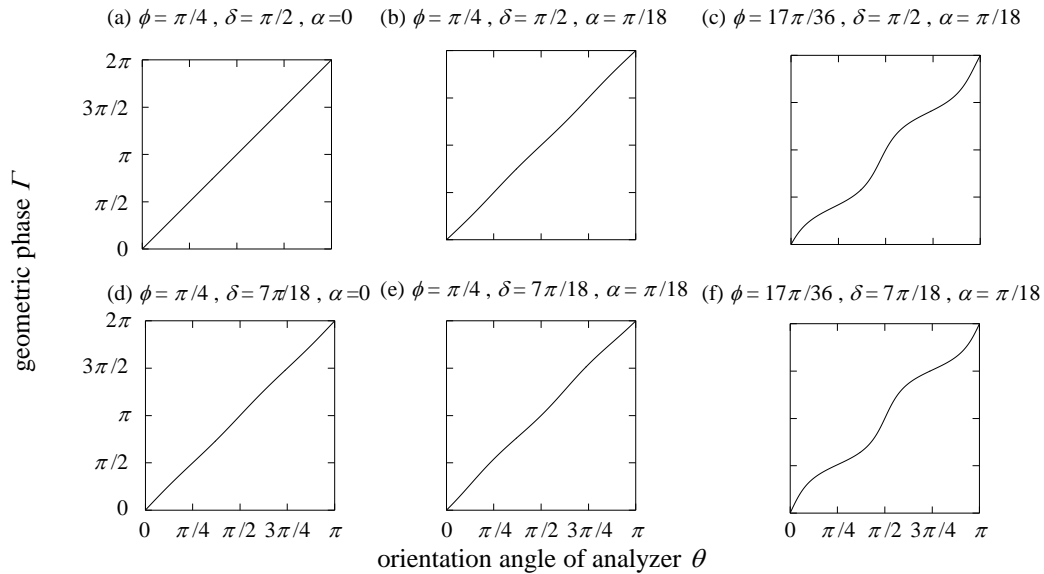 (a) ϕ = π/4 , δ = π/2 , α=0
(b) ϕ = π/4 , δ = π/2 , α = π/18
(c) ϕ = 17π/36 , δ = π/2 , α = π/18
2π
3π/2
π
π/2
0
geometric phase Γ
(d) ϕ = π/4 , δ = 7π/18 , α=0
(e) ϕ = π/4 , δ = 7π/18 , α = π/18
(f) ϕ = 17π/36 , δ = 7π/18 , α = π/18
2π
3π/2
π
π/2
0
0 π/4 π/2 3π/4 π
0 π/4 π/2 3π/4 π
0 π/4 π/2 3π/4 π
orientation angle of analyzer θ